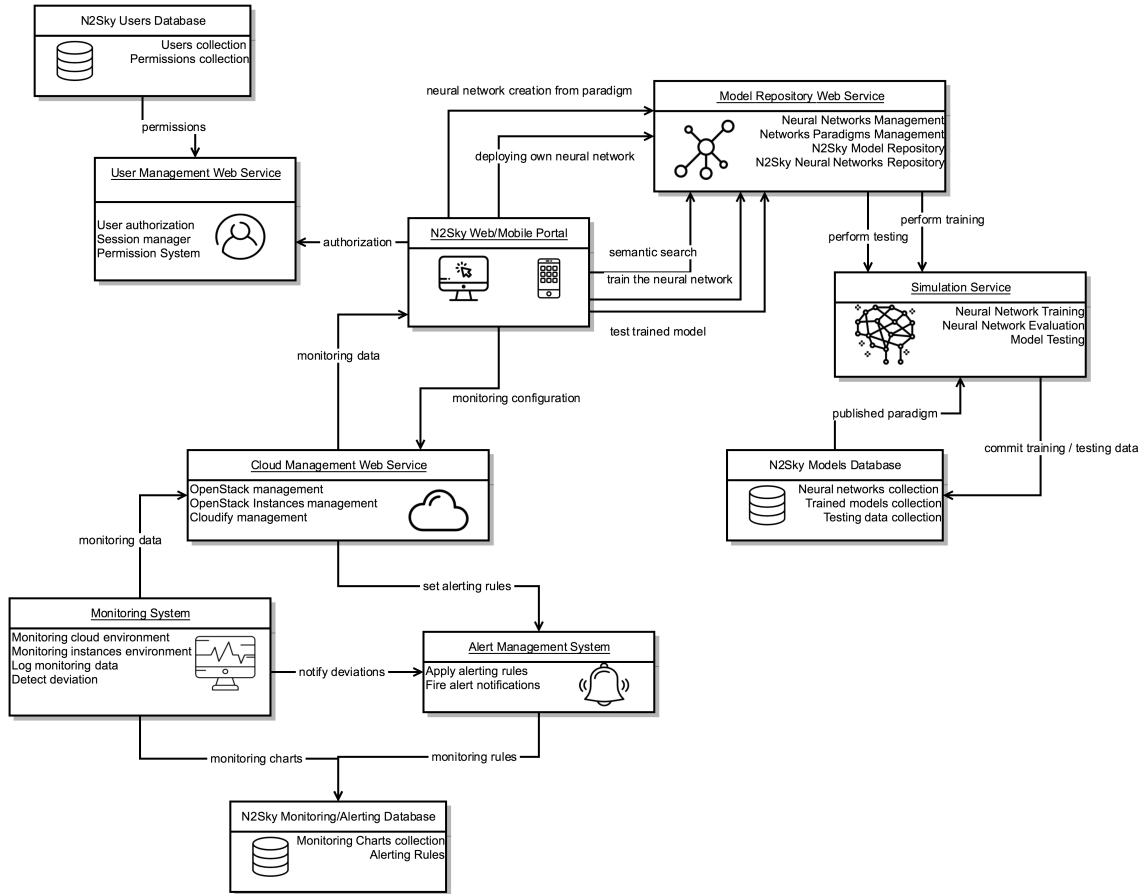 N2Sky Users Database
Users collection
Permissions collection
permissions
User Management Web Service
User authorization
Session manager
Permission System
authorization
neural network creation from paradigm
deploying own neural network
N2Sky Web/Mobile Portal
Model Repository Web Service
Neural Networks Management
Networks Paradigms Management
N2Sky Model Repository
N2Sky Neural Networks Repository
semantic search
train the neural network
test trained model
perform training
perform testing
Simulation Service
Neural Network Training
Neural Network Evaluation
Model Testing
published paradigm
commit training / testing data
N2Sky Models Database
Neural networks collection
Trained models collection
Testing data collection
monitoring data
monitoring configuration
Cloud Management Web Service
OpenStack management
OpenStack Instances management
Cloudify management
monitoring data
set alerting rules
Monitoring System
Monitoring cloud environment
Monitoring instances environment
Log monitoring data
Detect deviation
notify deviations
Alert Management System
Apply alerting rules
Fire alert notifications
monitoring charts
monitoring rules
N2Sky Monitoring/Alerting Database
Monitoring Charts collection
Alerting Rules